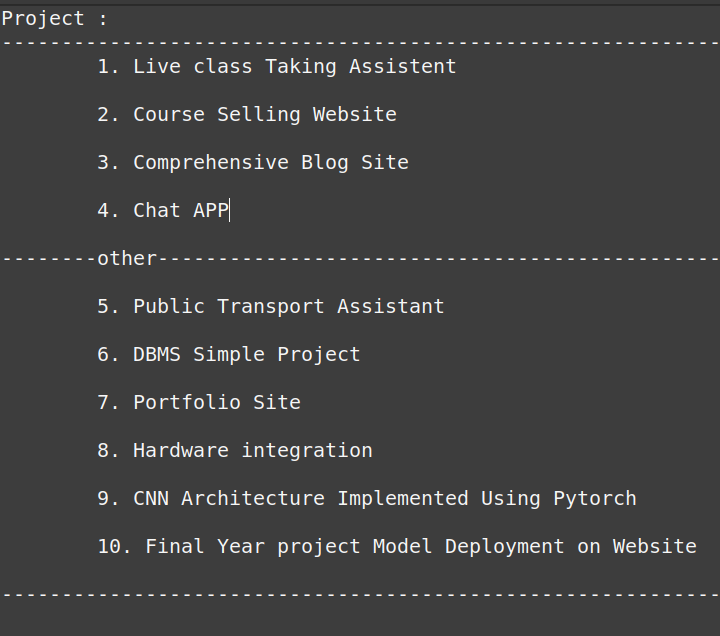 Project :
------------------------------------------------------------
1. Live class Taking Assistent
2. Course Selling Website
3. Comprehensive Blog Site
4. Chat APP
--------other-----------------------------------------------
5. Public Transport Assistant
6. DBMS Simple Project
7. Portfolio Site
8. Hardware integration
9. CNN Architecture Implemented Using Pytorch
10. Final Year project Model Deployment on Website
------------------------------------------------------------